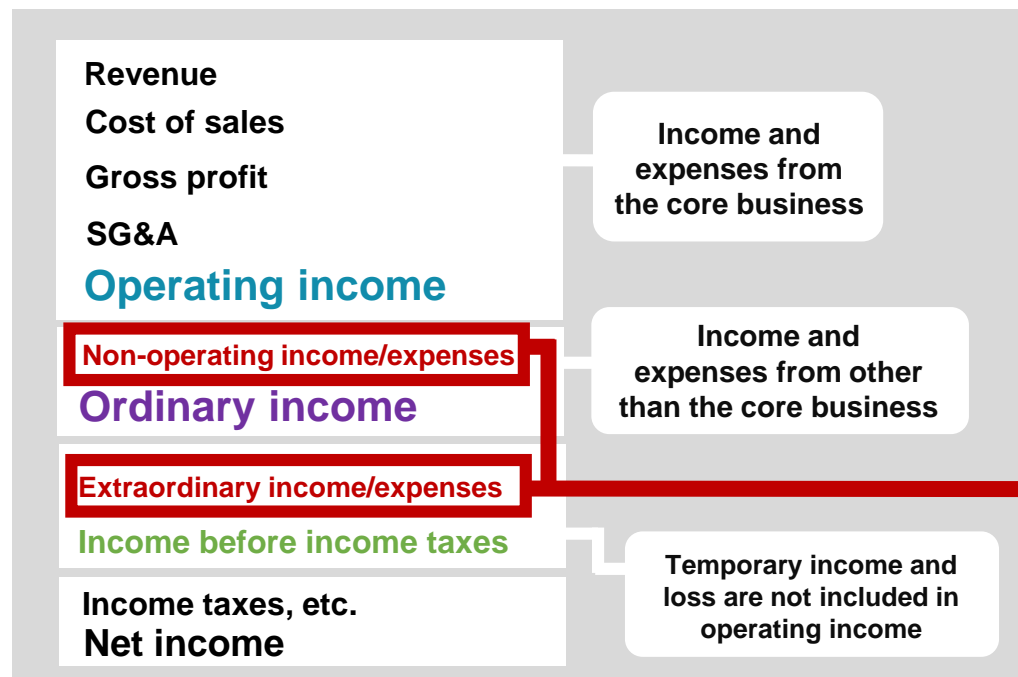 Revenue
Cost of sales
Gross profit
SG&A
Operating income
Income and
expenses from
the core business
Non-operating income/expenses
Ordinary income
Income and
expenses from other
than the core business
Extraordinary income/expenses
Income before income taxes
Temporary income and
loss are not included in
operating income
Income taxes, etc.
Net income